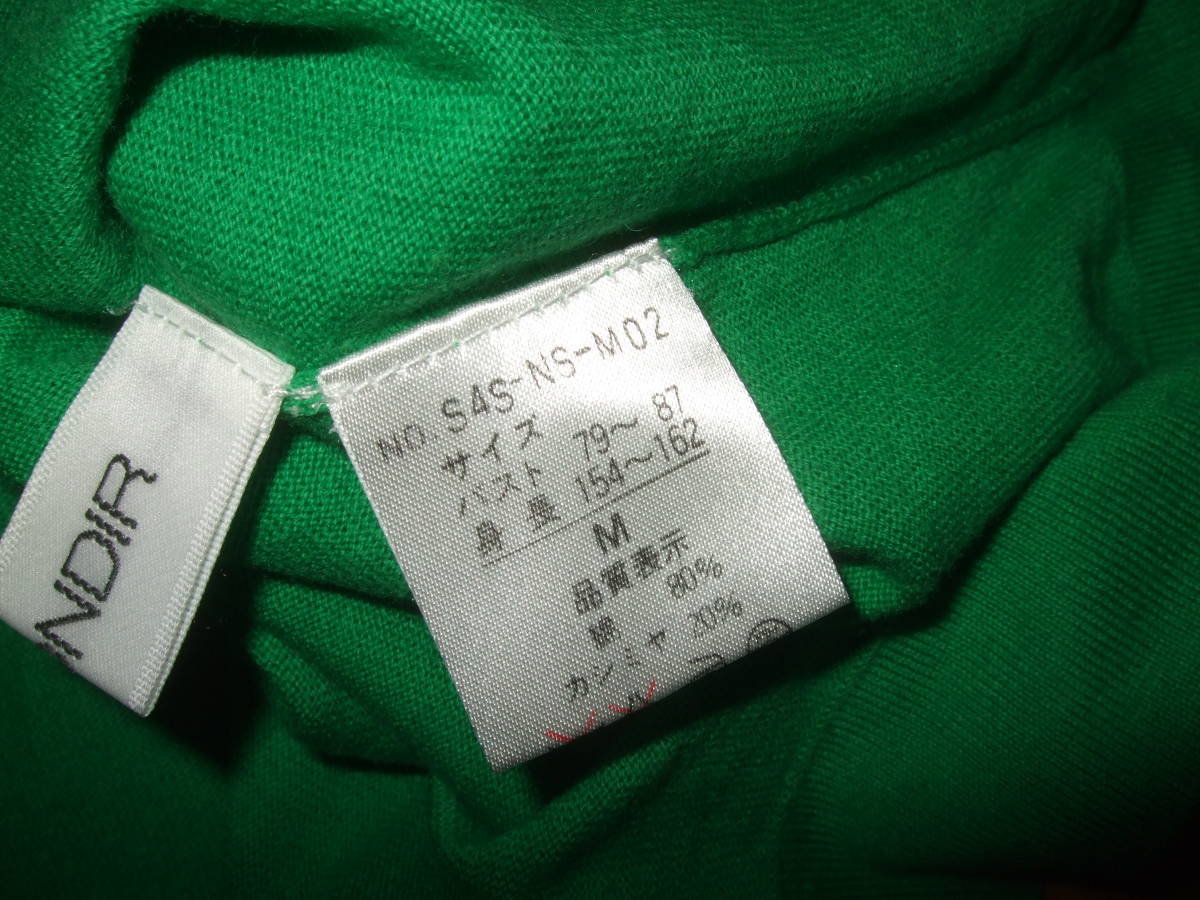 NDIR
NO. S4S-NS-M02
サイズ
バスト 79～87
身長 154～162
M
品質表示
綿 80%
カシミヤ 20%